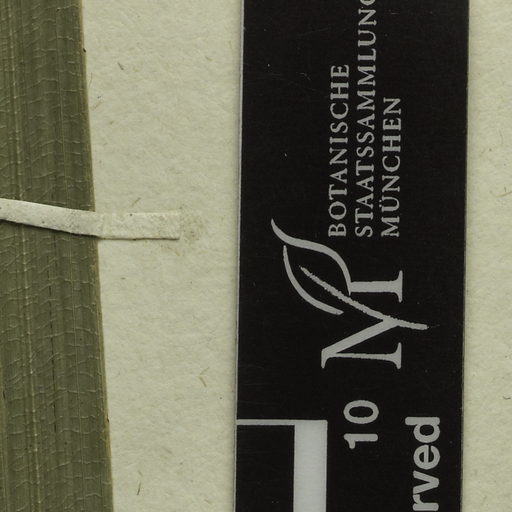 BOTANISCHE
STAATSSAMMLUNG
MÜNCHEN
M
10
rved